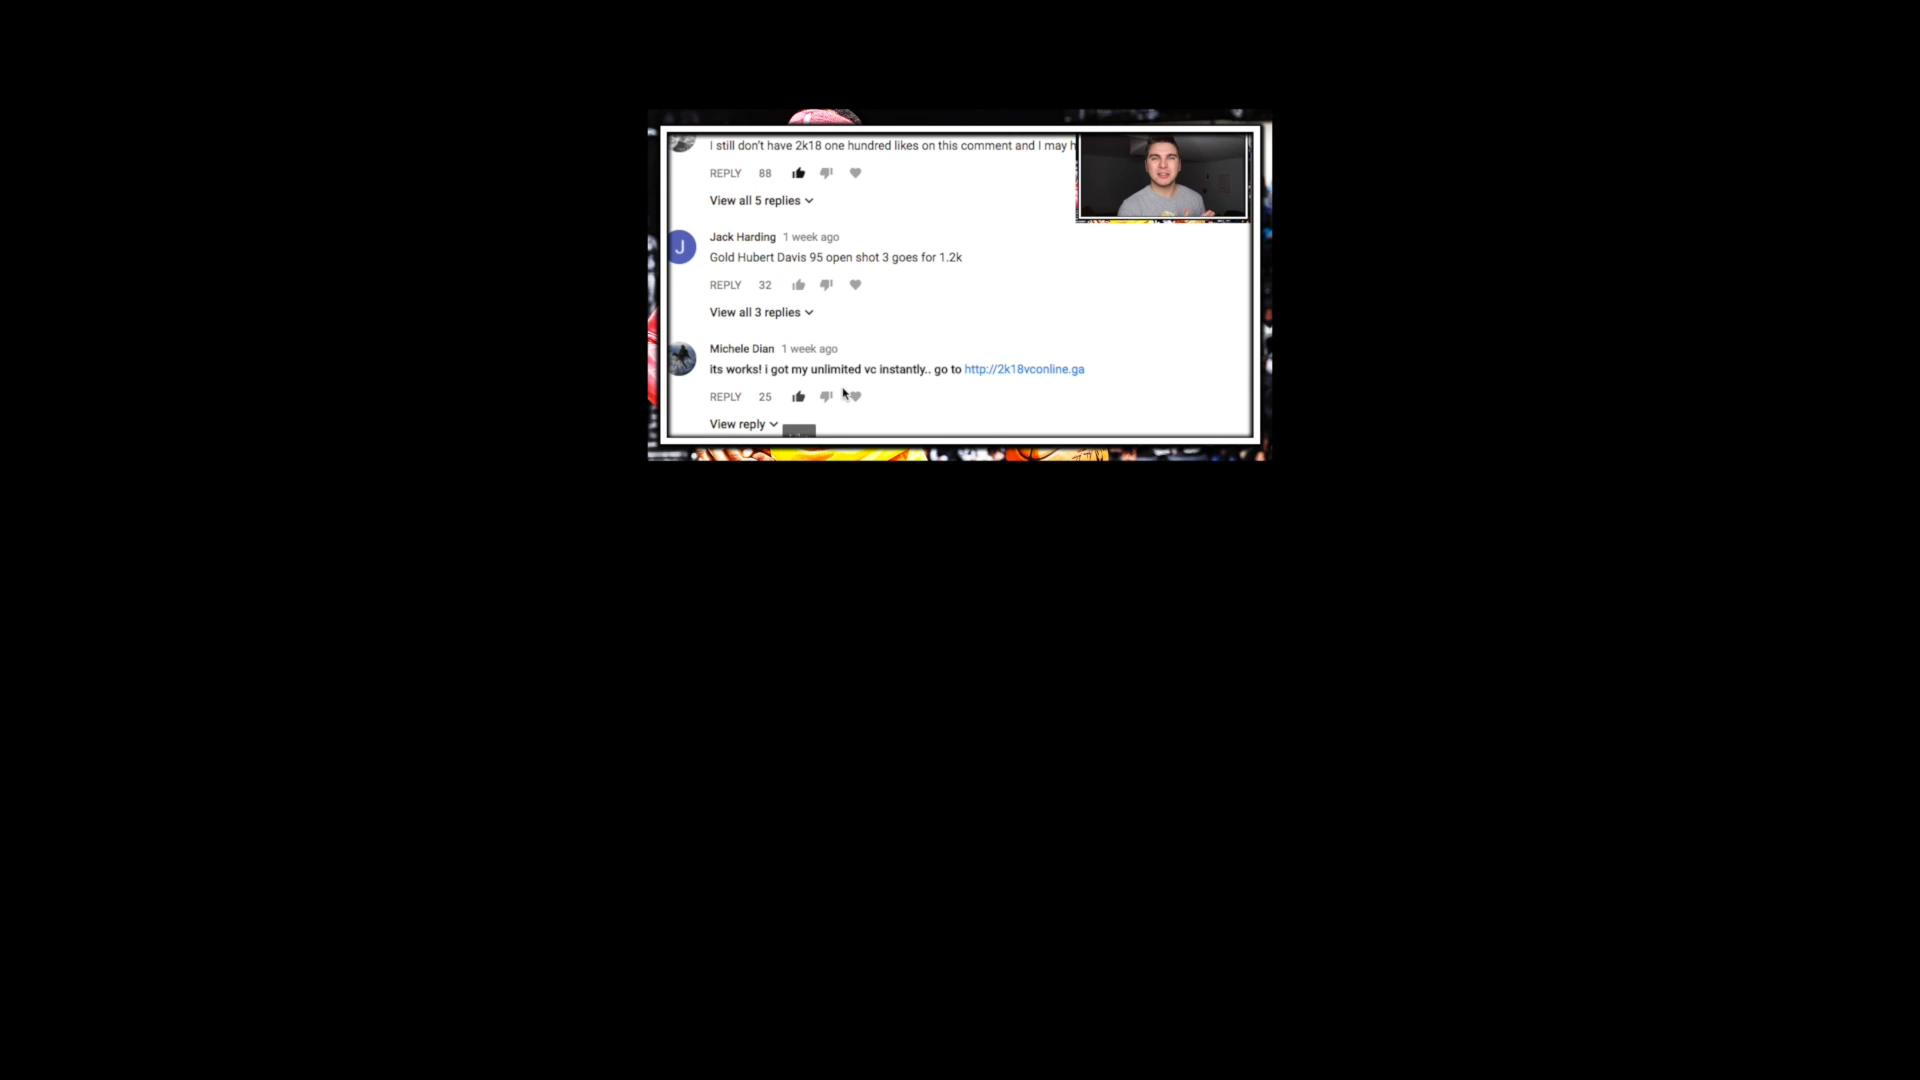 I still don't have 2k18 one hundred likes on this comment and I may h
REPLY 88
View all 5 replies
J
Jack Harding 1 week ago
Gold Hubert Davis 95 open shot 3 goes for 1.2k
REPLY 32
View all 3 replies
Michele Dian 1 week ago
its works! i got my unlimited vc instantly.. go to http://2k18vconline.ga
REPLY 25
View reply